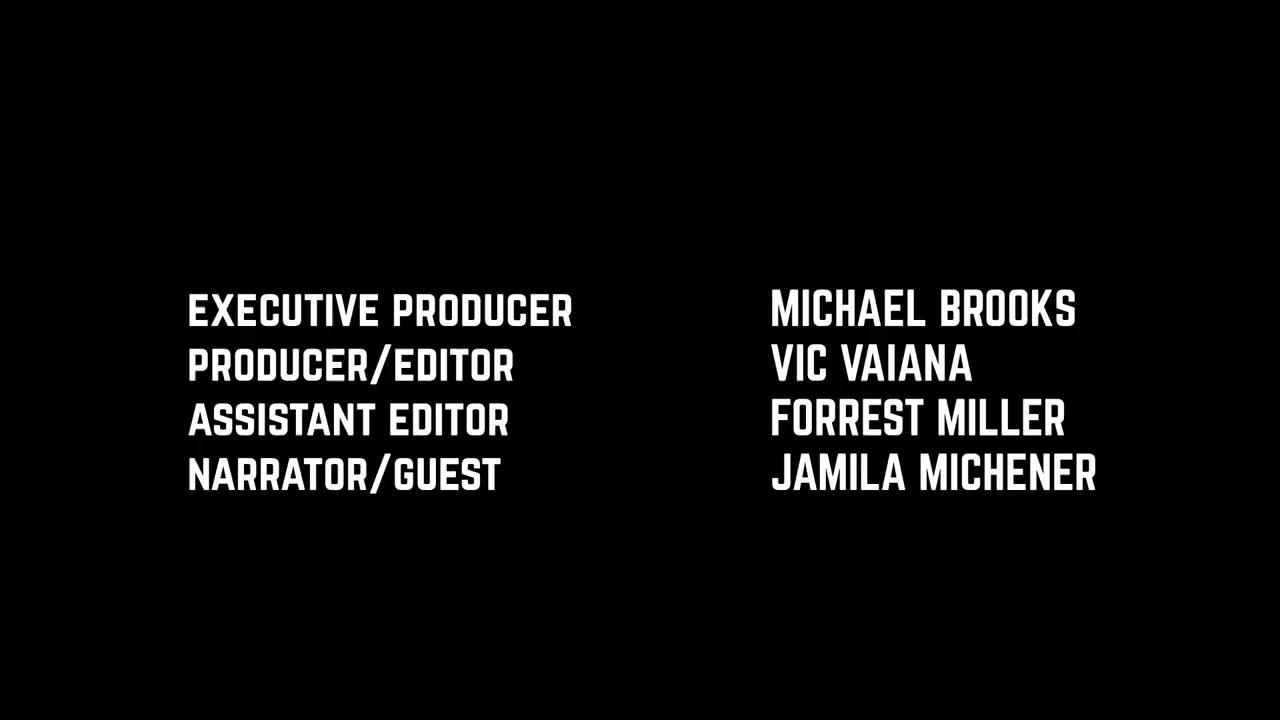 EXECUTIVE PRODUCER MICHAEL BROOKS
PRODUCER/EDITOR VIC VAIANA
ASSISTANT EDITOR FORREST MILLER
NARRATOR/GUEST JAMILA MICHENER